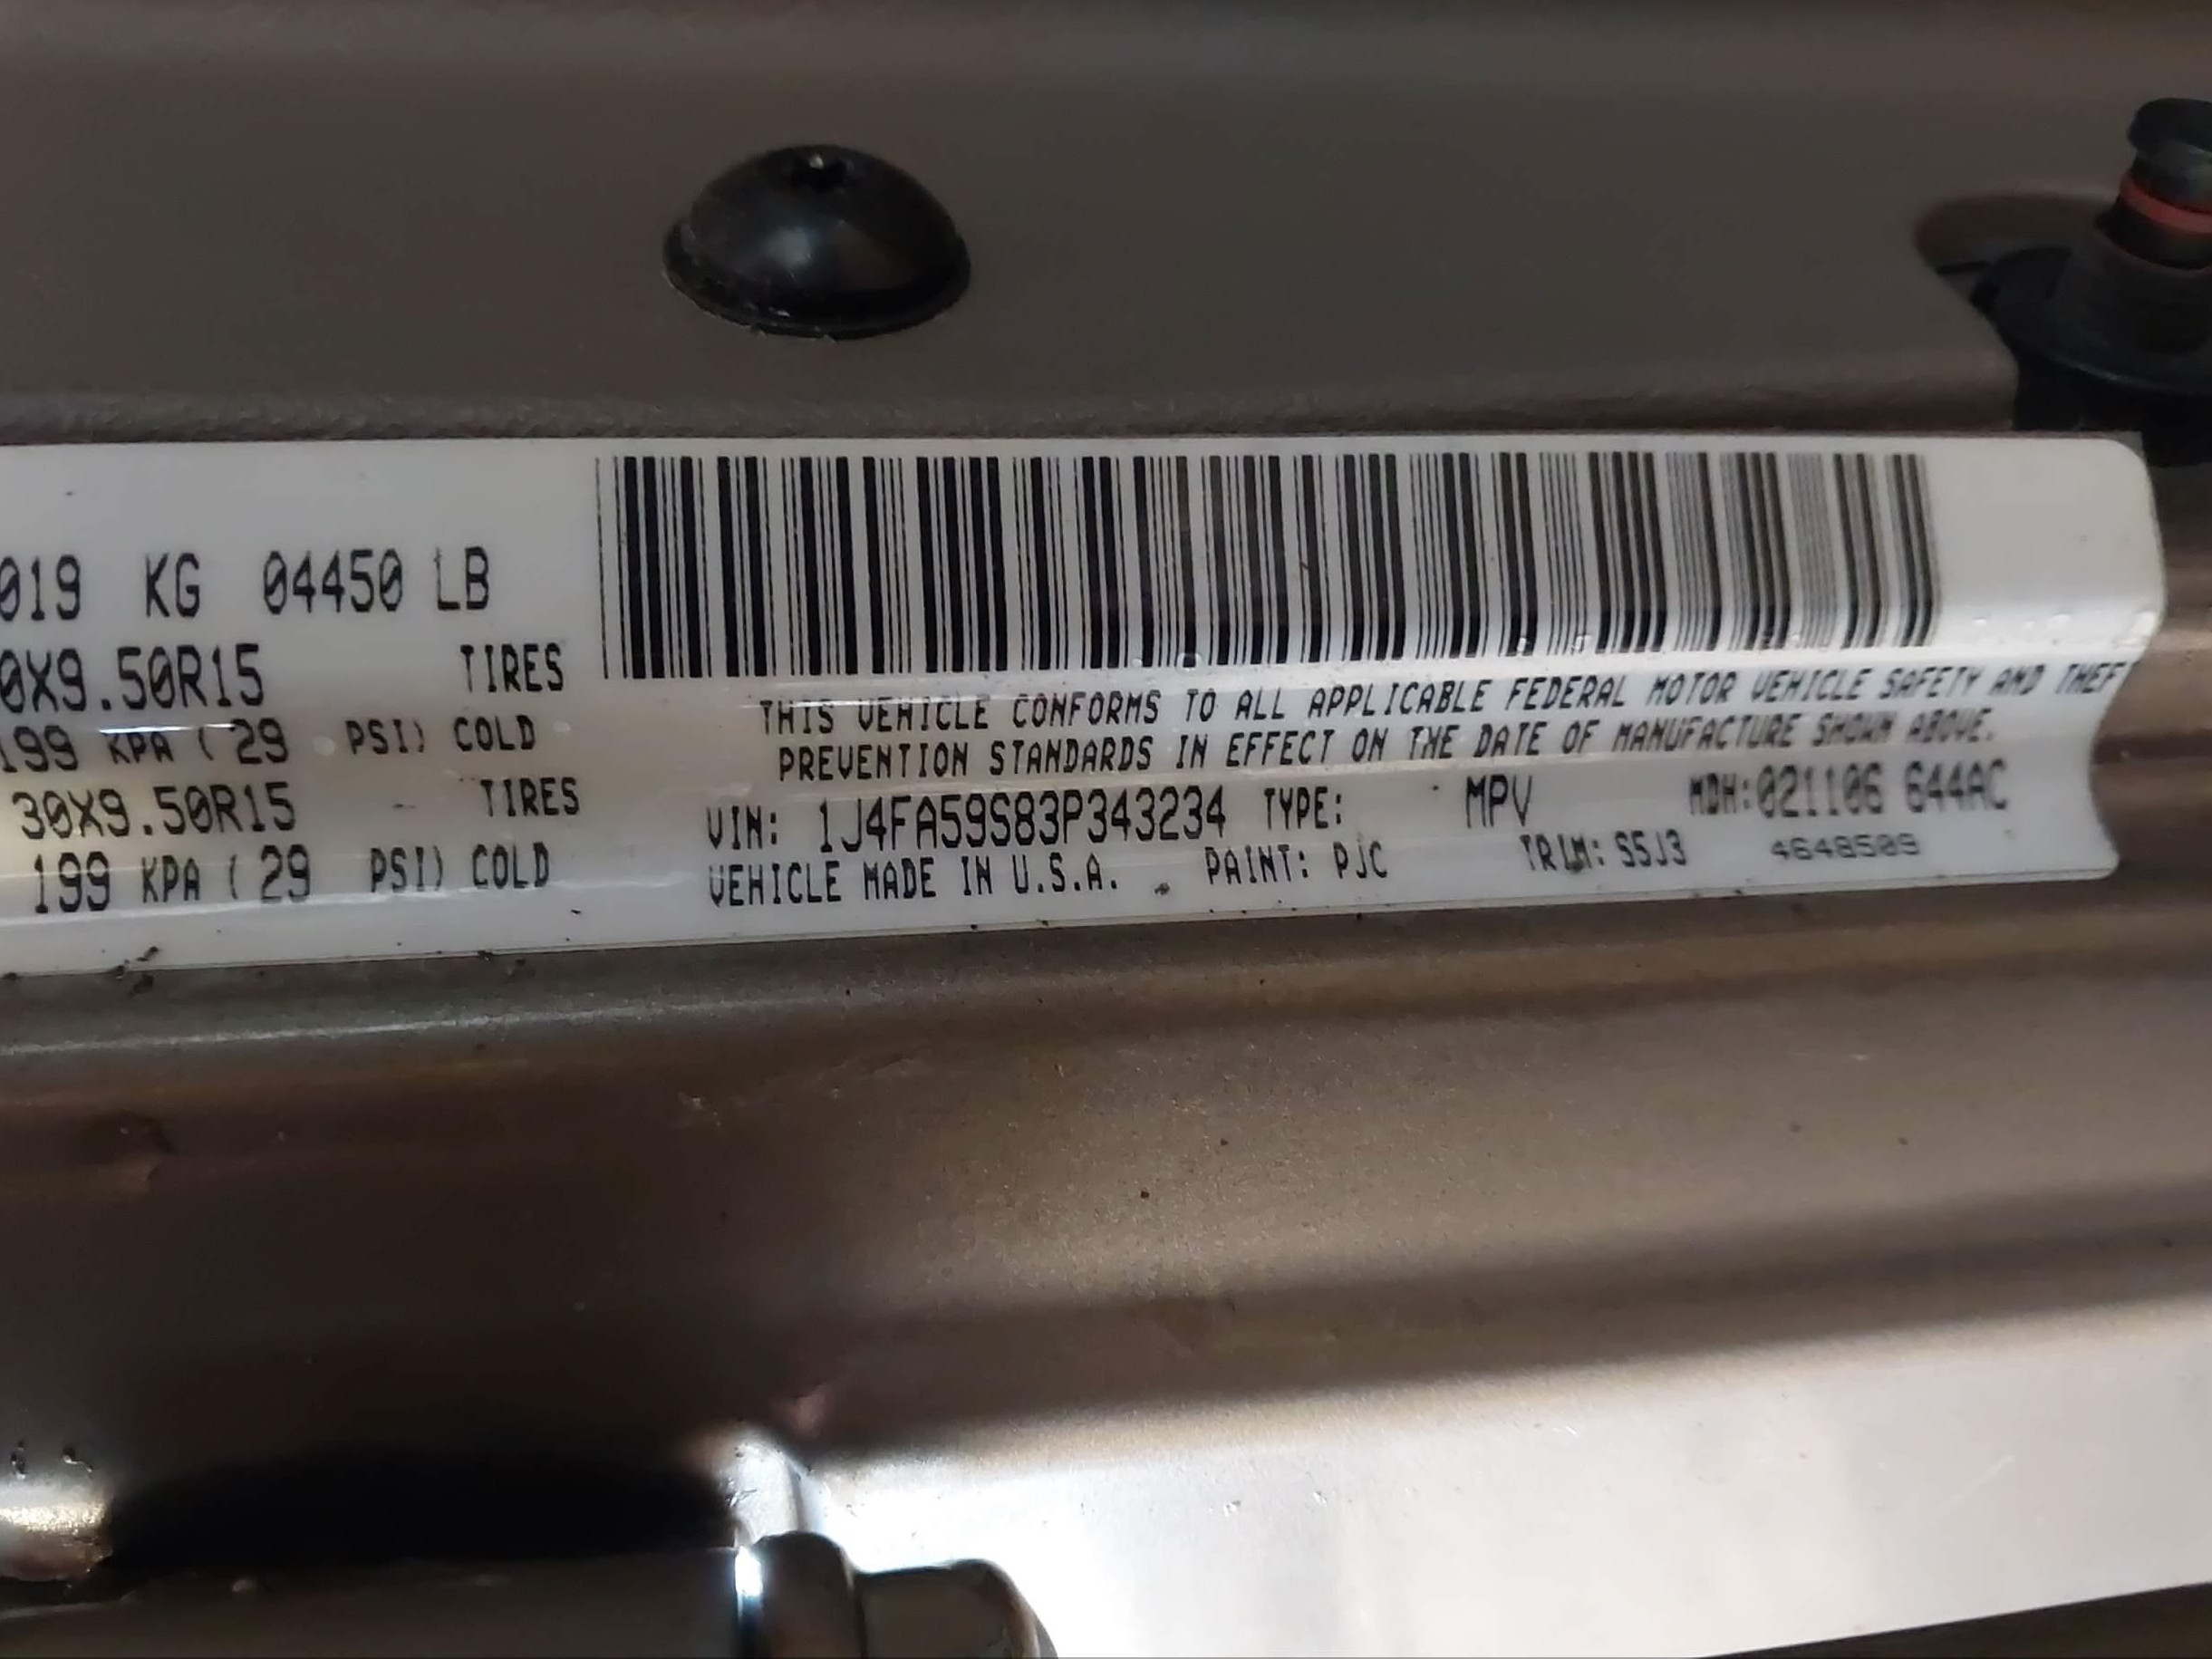 019 KG 04450 LB
0X9.50R15 TIRES
199 KPA ( 29 PSI) COLD
30X9.50R15 TIRES
199 KPA ( 29 PSI) COLD
THIS VEHICLE CONFORMS TO ALL APPLICABLE FEDERAL MOTOR VEHICLE SAFETY AND THEF
PREVENTION STANDARDS IN EFFECT ON THE DATE OF MANUFACTURE SHOWN ABOVE.
VIN: 1J4FA59S83P343234 TYPE: MPV MDH:021106 644AC
VEHICLE MADE IN U.S.A. PAINT: PJC TRIM: S5J3 4648509